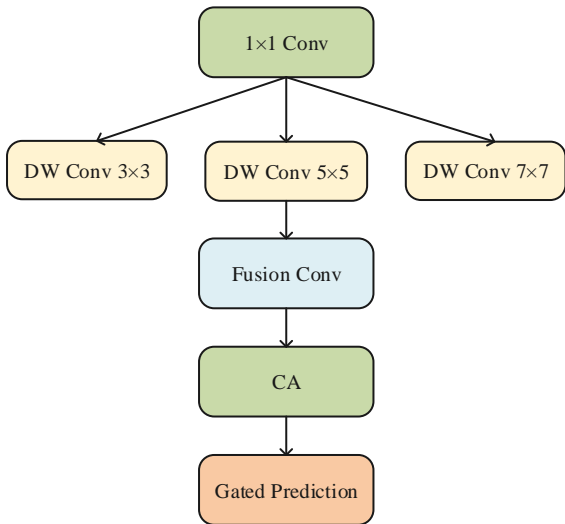 1×1 Conv
DW Conv 3×3
DW Conv 5×5
DW Conv 7×7
Fusion Conv
CA
Gated Prediction